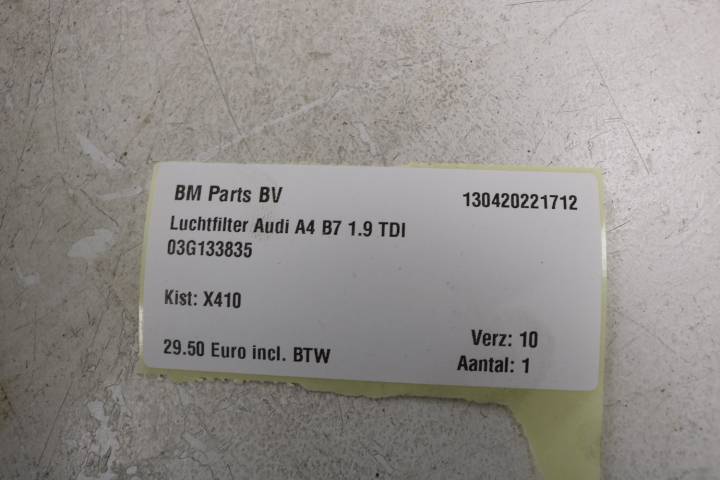 BM Parts BV
130420221712
Luchtfilter Audi A4 B7 1.9 TDI
03G133835
Kist: X410
29.50 Euro incl. BTW
Verz: 10
Aantal: 1